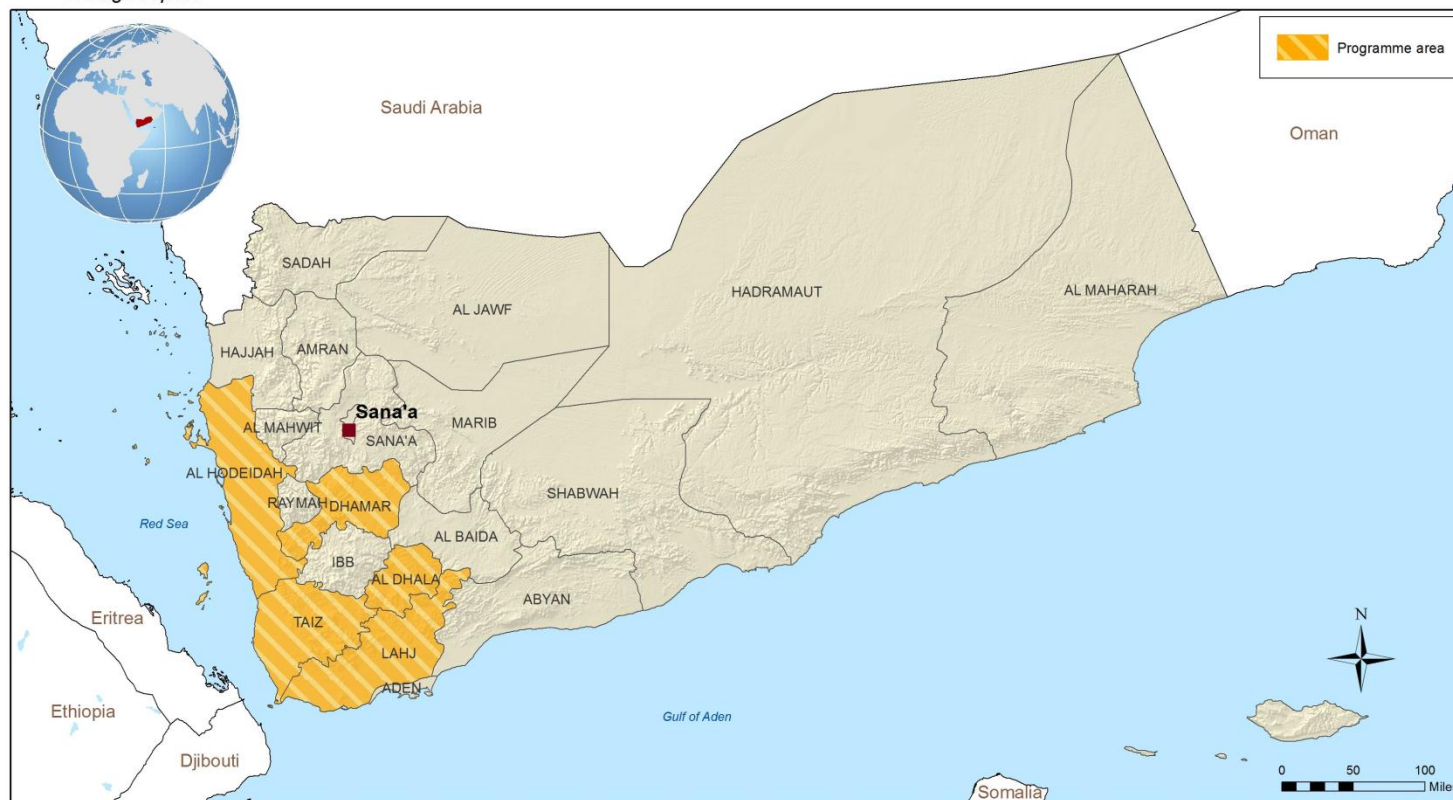 Programme area
Saudi Arabia
Oman
SADAH
HADRAMAUT
AL MAHARAH
AL JAWF
HAJJAH
AMRAN
Sana'a
MARIB
AL MAHWIT
SANA'A
AL HODEIDAH
SHABWAH
RAYMAH
DHAMAR
Red Sea
AL BAIDA
IBB
AL DHALA
ABYAN
Eritrea
TAIZ
N
LAHJ
ADEN
Ethiopia
Gulf of Aden
Djibouti
0 50 100
Miles
Somalia